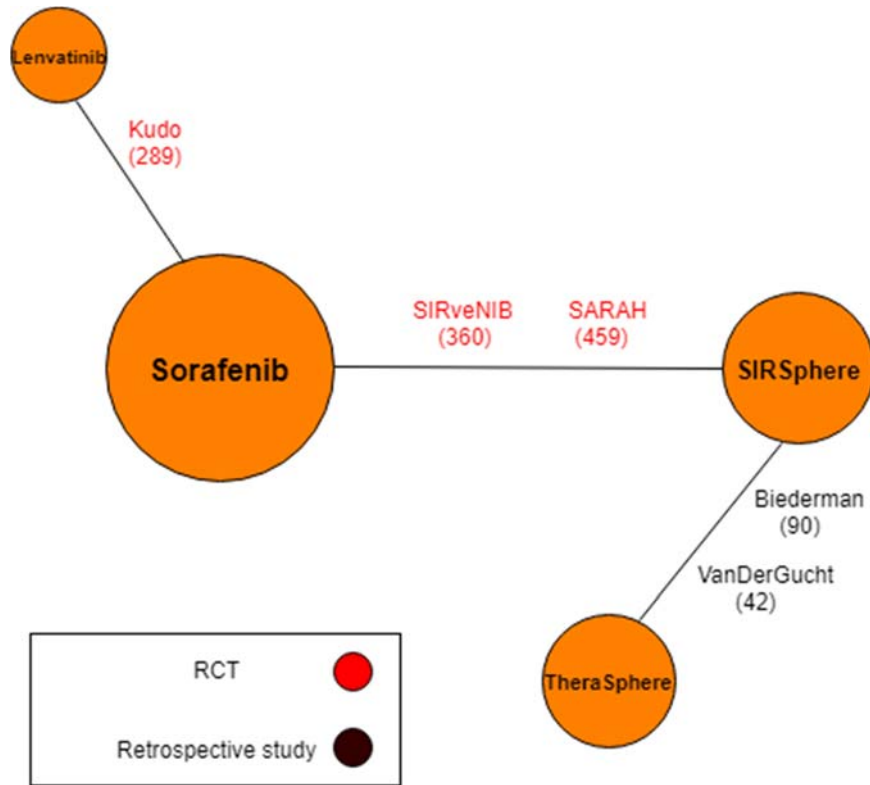 Lenvatinib
Kudo
(289)
SIRveNIB
(360)
SARAH
(459)
Sorafenib
SIRSphere
Biederman
(90)
VanDerGucht
(42)
TheraSphere
RCT
Retrospective study